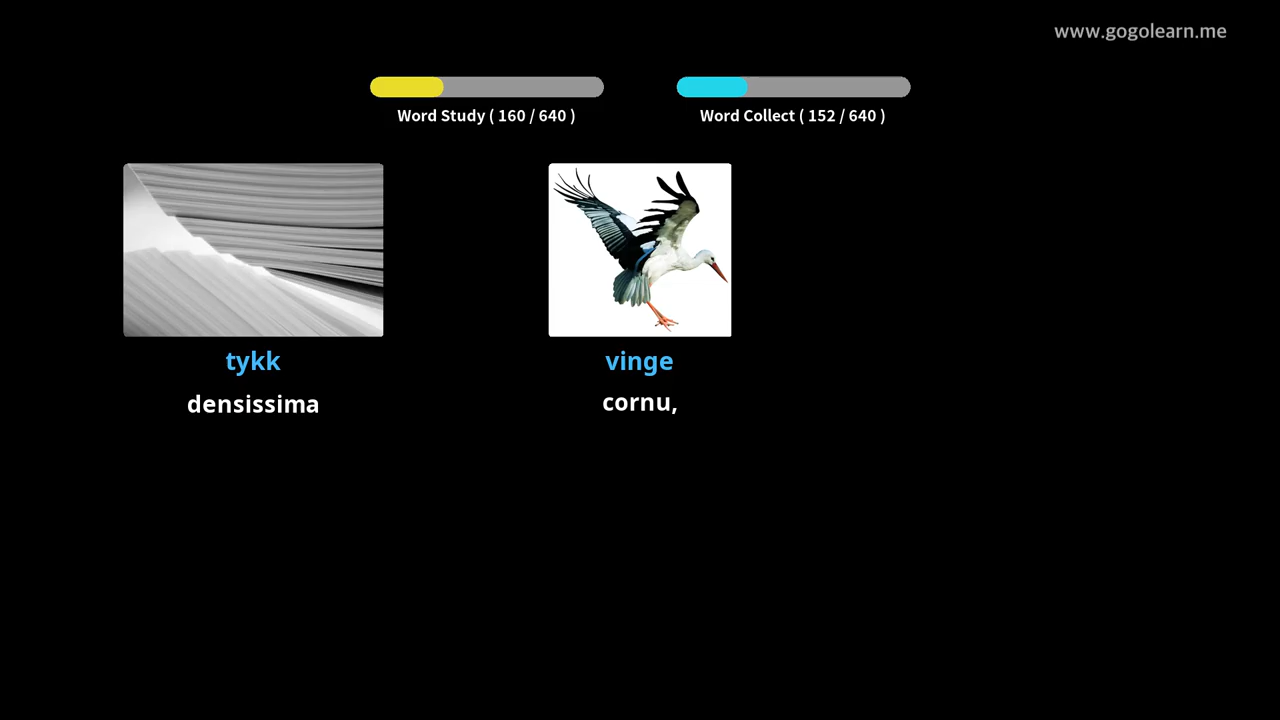 www.gogolearn.me
Word Study ( 160 / 640 )
Word Collect ( 152 / 640 )
tykk
densissima
vinge
cornu,